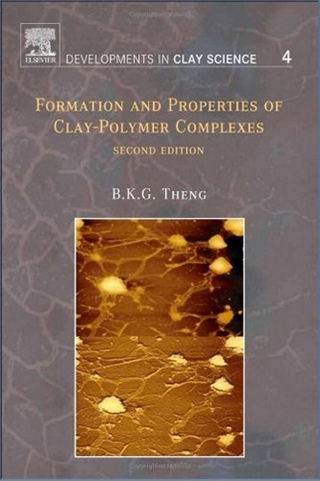 ELSEVIER
DEVELOPMENTS IN CLAY SCIENCE 4
FORMATION AND PROPERTIES OF
CLAY-POLYMER COMPLEXES
SECOND EDITION
B.K.G. THENG